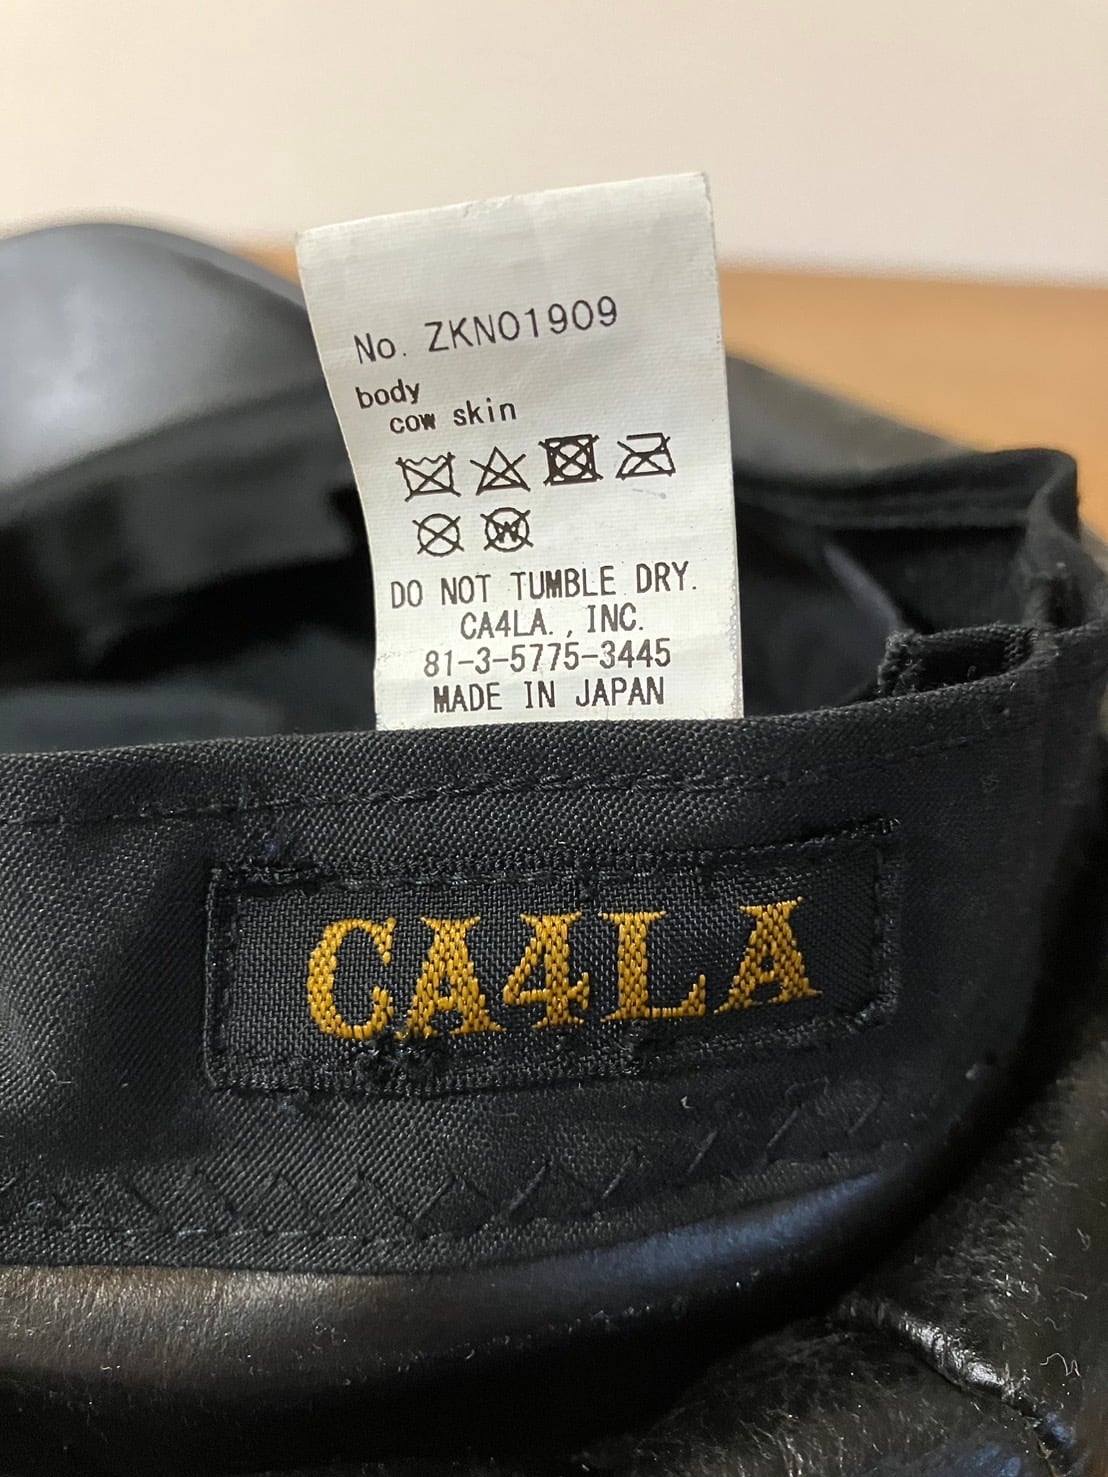 No. ZKN01909
body
cow skin
W
DO NOT TUMBLE DRY.
CA4LA., INC.
81-3-5775-3445
MADE IN JAPAN
CA4LA